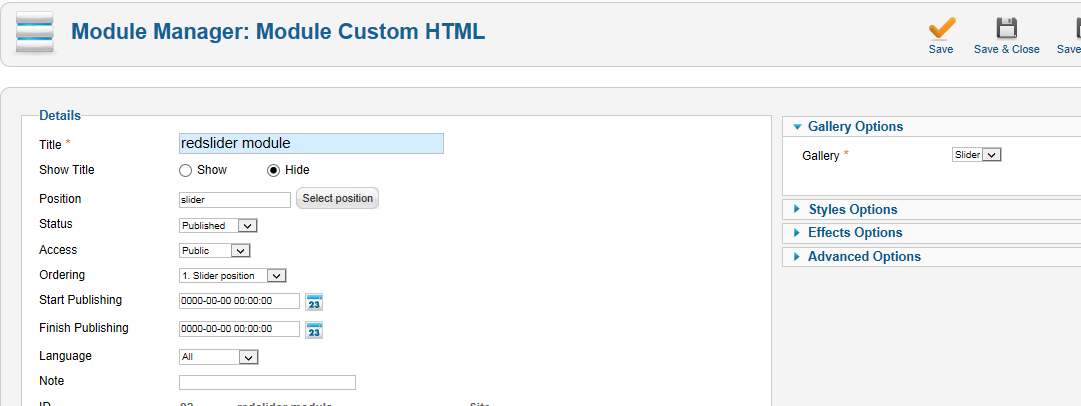 Module Manager: Module Custom HTML
Save
Save & Close
Save
Details
Title *
redslider module
Show Title
Show
Hide
Position
slider
Select position
Status
Published
Access
Public
Ordering
1. Slider position
Start Publishing
0000-00-00 00:00:00
23
Finish Publishing
0000-00-00 00:00:00
23
Language
All
Note
Gallery Options
Gallery *
Slider
Styles Options
Effects Options
Advanced Options